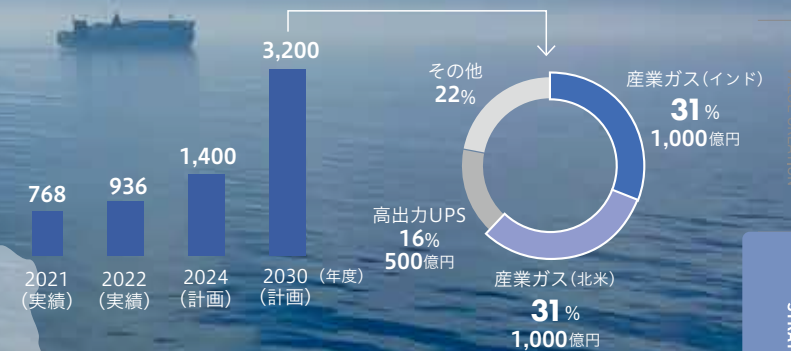 3,200
1,400
936
768
2021
(実績)
2022
(実績)
2024
(計画)
2030 (年度)
(計画)
その他
22%
産業ガス(インド)
31%
1,000億円
高出力UPS
16%
500億円
産業ガス(北米)
31%
1,000億円